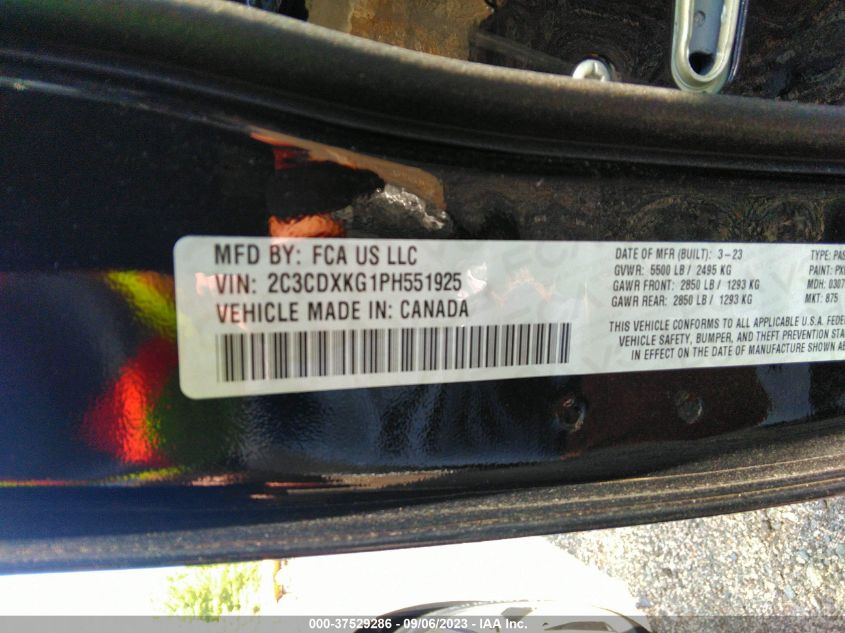 MFD BY: FCA US LLC
VIN: 2C3CDXKG1PH551925
VEHICLE MADE IN: CANADA
DATE OF MFR (BUILT): 3-23
GVWR: 5500 LB / 2495 KG
GAWR FRONT: 2850 LB / 1293 KG
GAWR REAR: 2850 LB / 1293 KG
THIS VEHICLE CONFORMS TO ALL APPLICABLE U.S.A. FEDE
VEHICLE SAFETY, BUMPER, AND THEFT PREVENTION STA
IN EFFECT ON THE DATE OF MANUFACTURE SHOWN AB
TYPE: PAS
PAINT: PX
MDH: 0307
MKT: 875
000-37529286 - 09/06/2023 - IAA Inc.